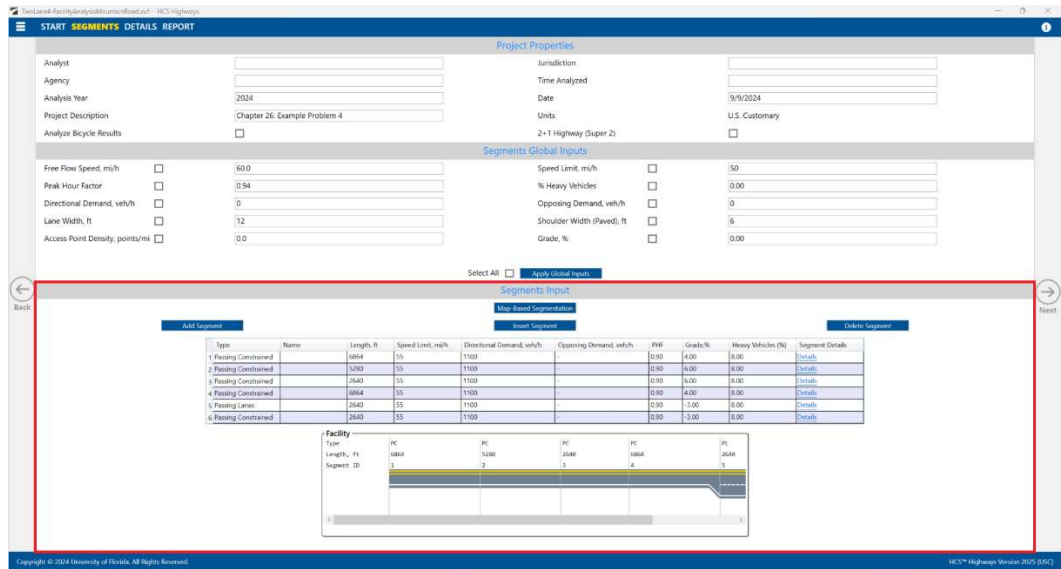 TwoLane4-FacilityAnalysisMountainRoad.xuf - HCS Highways
START SEGMENTS DETAILS REPORT
Project Properties
Analyst Jurisdiction
Agency Time Analyzed
Analysis Year 2024 Date 9/9/2024
Project Description Chapter 26: Example Problem 4 Units U.S. Customary
Analyze Bicycle Results 2+1 Highway (Super 2)
Segments Global Inputs
Free Flow Speed, mi/h 60.0 Speed Limit, mi/h 50
Peak Hour Factor 0.94 % Heavy Vehicles 0.00
Directional Demand, veh/h 0 Opposing Demand, veh/h 0
Lane Width, ft 12 Shoulder Width (Paved), ft 6
Access Point Density, points/mi 0.0 Grade, % 0.00
Select All Apply Global Inputs
Back Next
Segments Input
Map-Based Segmentation
Add Segment Insert Segment Delete Segment
Type Name Length, ft Speed Limit, mi/h Directional Demand, veh/h Opposing Demand, veh/h PHF Grade,% Heavy Vehicles (%) Segment Details
1 Passing Constrained 6864 55 1100 - 0.90 4.00 8.00 Details
2 Passing Constrained 5280 55 1100 - 0.90 6.00 8.00 Details
3 Passing Constrained 2640 55 1100 - 0.90 6.00 8.00 Details
4 Passing Constrained 6864 55 1100 - 0.90 4.00 8.00 Details
5 Passing Lanes 2640 55 1100 - 0.90 -3.00 8.00 Details
6 Passing Constrained 2640 55 1100 - 0.90 -3.00 8.00 Details
Facility
Type PC PC PC PC PL
Length, ft 6864 5280 2640 6864 2640
Segment ID 1 2 3 4 5
Copyright © 2024 University of Florida. All Rights Reserved. HCS™ Highways Version 2025 (USC)